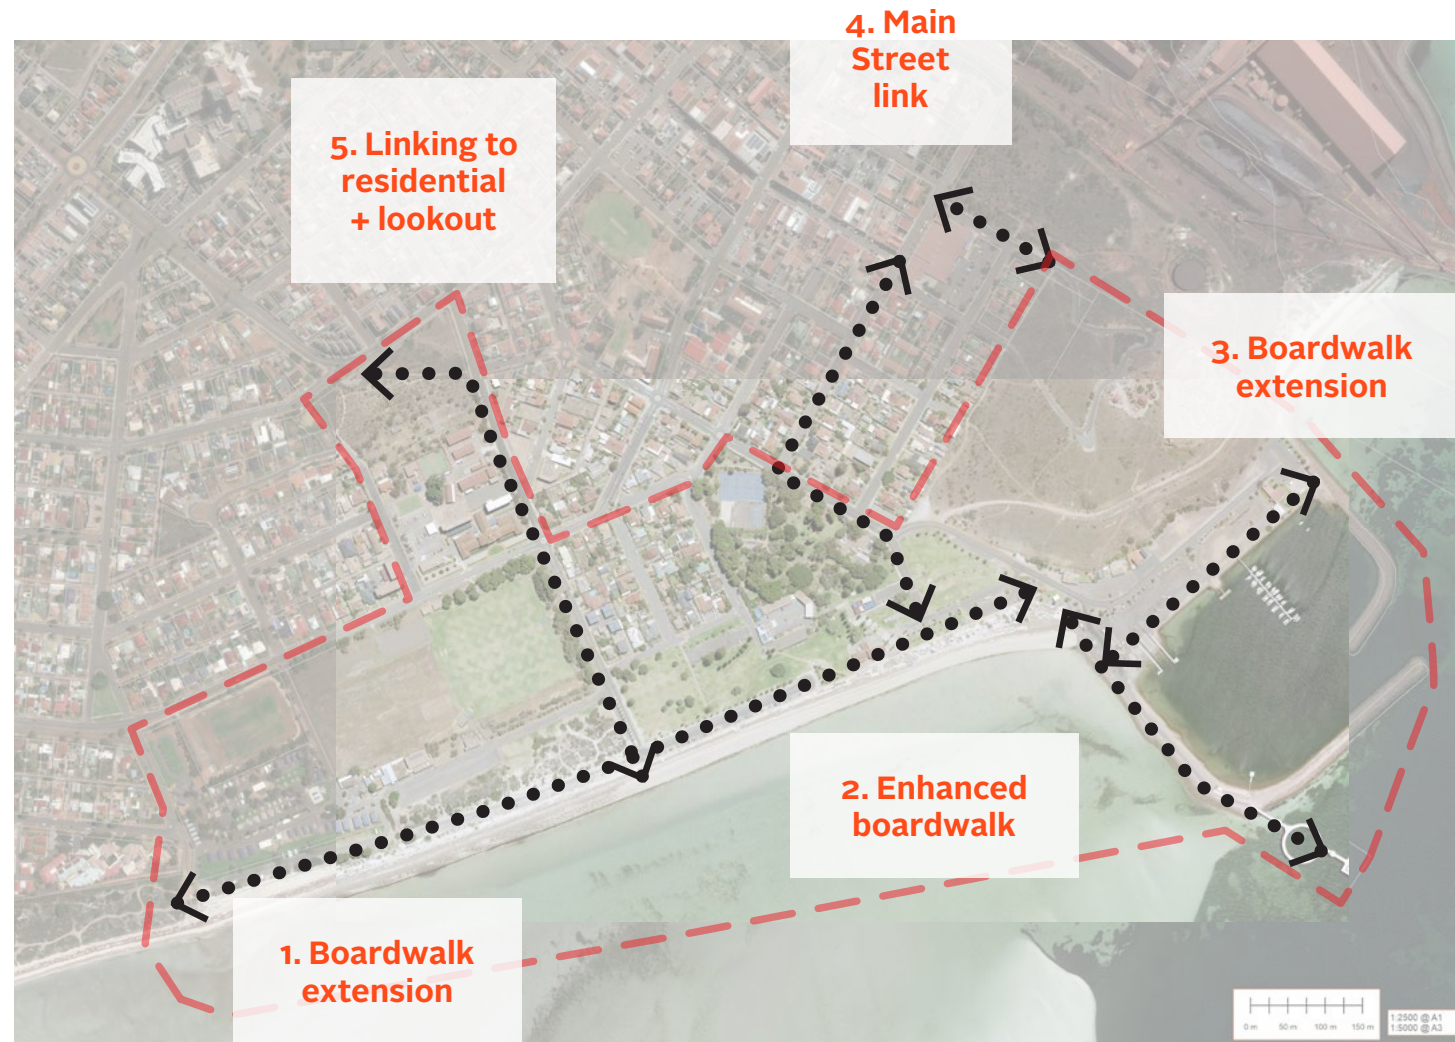 4. Main
Street
link
5. Linking to
residential
+ lookout
3. Boardwalk
extension
2. Enhanced
boardwalk
1. Boardwalk
extension
0 m 50 m 100 m 150 m
1:2500 @ A1
1:5000 @ A3